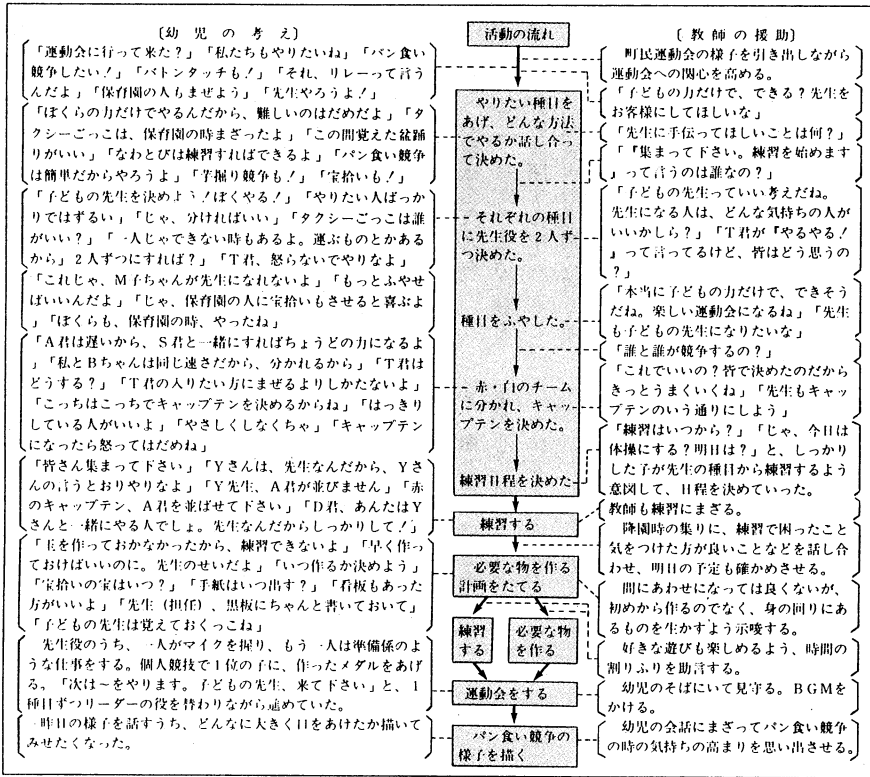 〔幼児の考え〕
「運動会に行って来た？」「私たちもやりたいね」「パン食い
競争したい！」「バトンタッチも！」「それ、リレーって言う
んだよ」「保育園の人もまぜよう」「先生やろうよ！」
「ぼくらの力だけでやるんだから、難しいのはだめだよ」「タ
クシーごっこは、保育園の時まざったよ」「この間覚えた盆踊
りがいい」「なわとびは練習すればできるよ」「パン食い競争
は簡単だからやろうよ」「芋掘り競争も！」「宝拾いも！」
「子どもの先生を決めよう！ぼくやる！」「やりたい人ばっか
りではずるい」「じゃ、分ければいい」「タクシーごっこは誰
がいい？」「一人じゃできない時もあるよ。運ぶものとかある
から」「2人ずつにすれば？」「T君、怒らないでやりなよ」
「これじゃ、M子ちゃんが先生になれないよ」「もっとふやせ
ばいいんだよ」「じゃ、保育園の人に宝拾いもさせると喜ぶよ
」「ぼくらも、保育園の時、やったね」
「A君は遅いから、S君と一緒にすればちょうどの力になるよ
」「私とBちゃんは同じ速さだから、分かれるから」「T君は
どうする？」「T君の入りたい方にまぜるよりしかたないよ」
「こっちはこっちでキャップテンを決めるからね」「はっきり
している人がいいよ」「やさしくしなくちゃ」「キャップテン
になったら怒ってはだめね」
「皆さん集まって下さい」「Yさんは、先生なんだから、Yさ
んの言うとおりやりなよ」「Y先生、A君が並びません」「赤
のキャップテン、A君を並ばせて下さい」「D君、あんたはY
さんと一緒にやる人でしょ。先生なんだからしっかりして！」
「玉を作っておかなかったから、練習できないよ」「早く作っ
ておけばいいのに。先生のせいだよ」「いつ作るか決めよう」
「宝拾いの宝はいつ？」「手紙はいつ出す？」「看板もあった
方がいいよ」「先生（担任）、黒板にちゃんと書いておいて」
「子どもの先生は覚えておくっこね」
先生役のうち、一人がマイクを握り、もう一人は準備係のよ
うな仕事をする。個人競技で1位の子に、作ったメダルをあげ
る。「次は～をやります。子どもの先生、来て下さい」と、1
種目ずつリーダーの役を替わりながら進めていた。
一昨日の様子を話すうち、どんなに大きく口をあけたか描いて
みせたくなった。
活動の流れ
やりたい種目を
あげ、どんな方法
でやるか話し合っ
て決めた。
それぞれの種目
に先生役を2人ず
つ決めた。
種目をふやした。
赤・白のチーム
に分かれ、キャッ
プテンを決めた。
練習日程を決めた
練習する
必要な物を作る
計画をたてる
練習
する
必要な物
を作る
運動会をする
パン食い競争の
様子を描く
〔教師の援助〕
町民運動会の様子を引き出しながら
運動会への関心を高める。
「子どもの力だけで、できる？先生を
お客様にしてほしいな」
「先生に手伝ってほしいことは何？」
「『集まって下さい。練習を始めます
』って言うのは誰なの？」
「子どもの先生っていい考えだね。
先生になる人は、どんな気持ちの人が
いいかしら？」「T君が『やるやる！
』って言ってるけど、皆はどう思うの
？」
「本当に子どもの力だけで、できそう
だね。楽しい運動会になるね」「先生
も子どもの先生になりたいな」
「誰と誰が競争するの？」
「これでいいの？皆で決めたのだから
きっとうまくいくね」「先生もキャッ
プテンのいう通りにしよう」
「練習はいつから？」「じゃ、今日は
体操にする？明日は？」と、しっかり
した子が先生の種目から練習するよう
意図して、日程を決めていった。
教師も練習にまざる。
降園時の集りに、練習で困ったこと
気をつけた方が良いことなどを話し合
わせ、明日の予定も確かめさせる。
間にあわせになっては良くないが、
初めから作るのでなく、身の回りにあ
るものを生かすよう示唆する。
好きな遊びも楽しめるよう、時間の
割りふりを助言する。
幼児のそばにいて見守る。BGMを
かける。
幼児の会話にまざってパン食い競争
の時の気持ちの高まりを思い出させる。